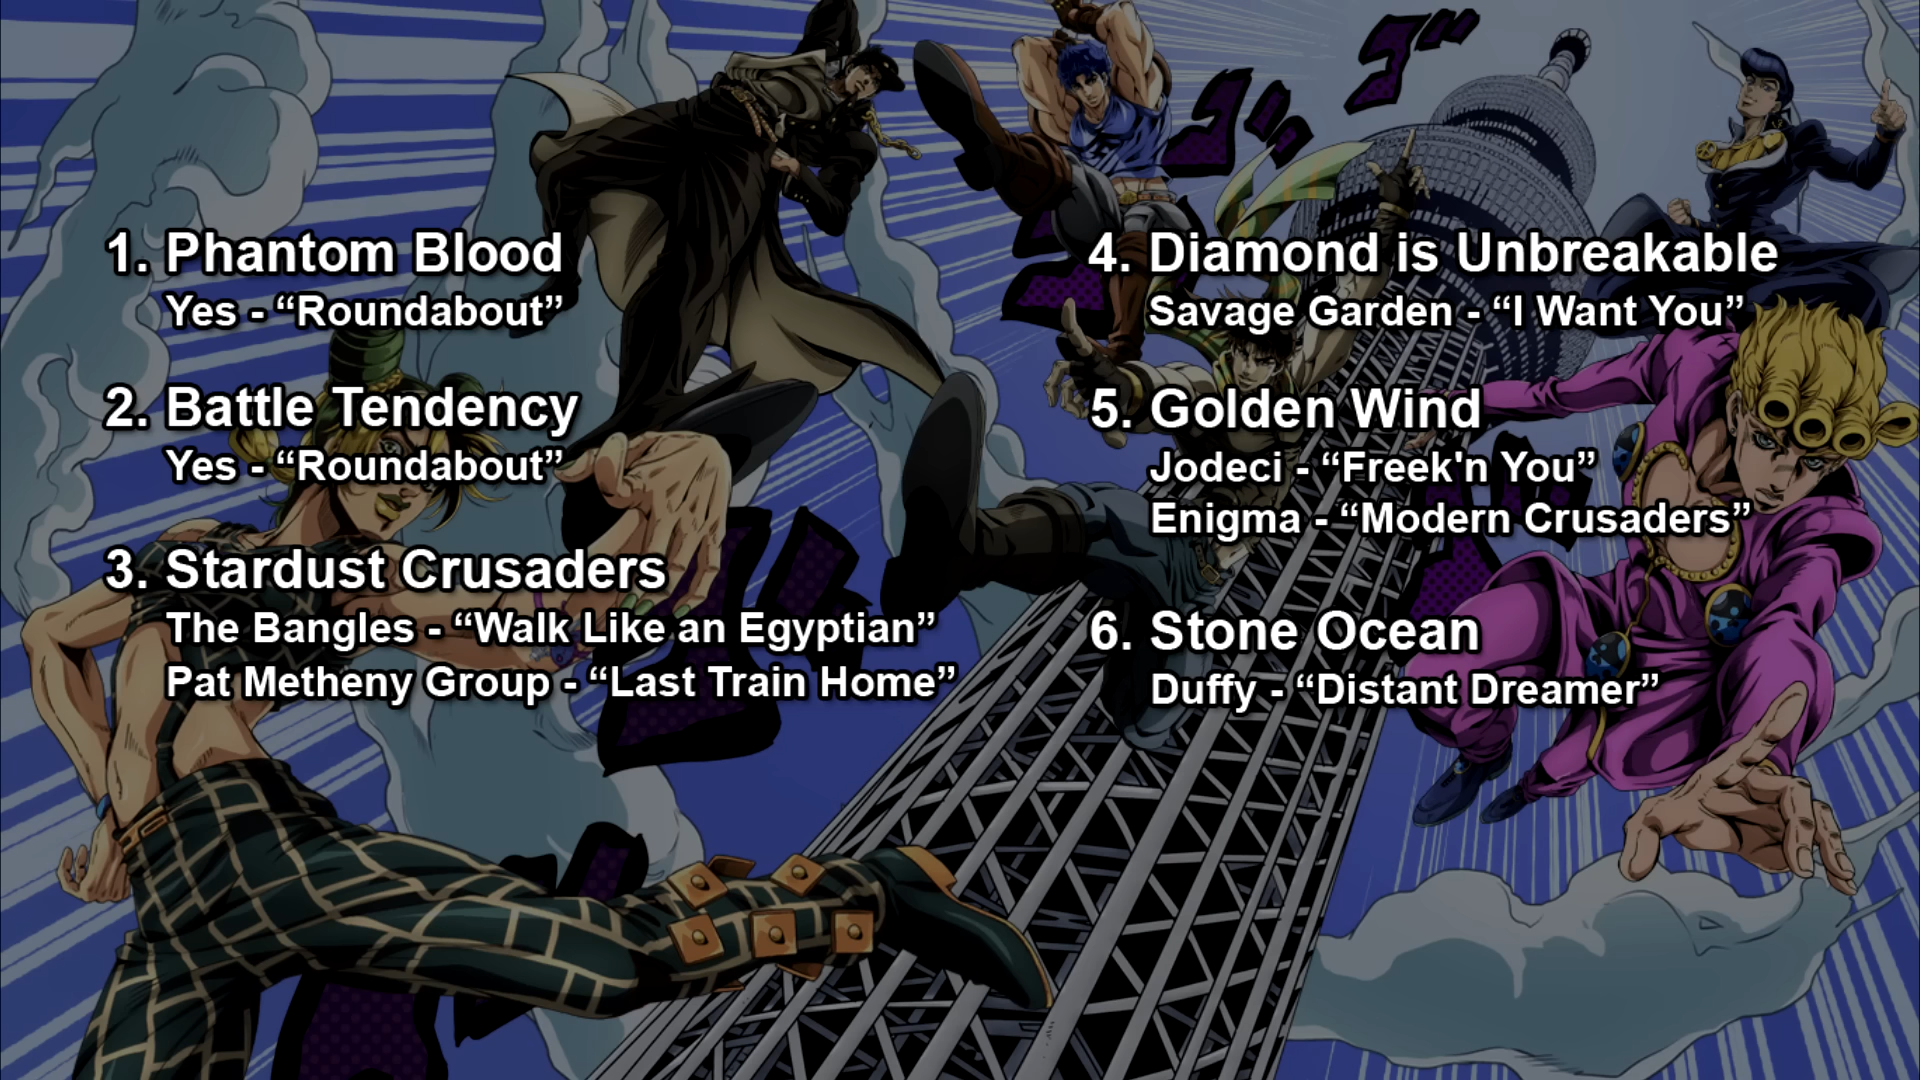 1. Phantom Blood
Yes - “Roundabout”
2. Battle Tendency
Yes - “Roundabout”
3. Stardust Crusaders
The Bangles - “Walk Like an Egyptian”
Pat Metheny Group - “Last Train Home”
4. Diamond is Unbreakable
Savage Garden - “I Want You”
5. Golden Wind
Jodeci - “Freek'n You”
Enigma - “Modern Crusaders”
6. Stone Ocean
Duffy - “Distant Dreamer”